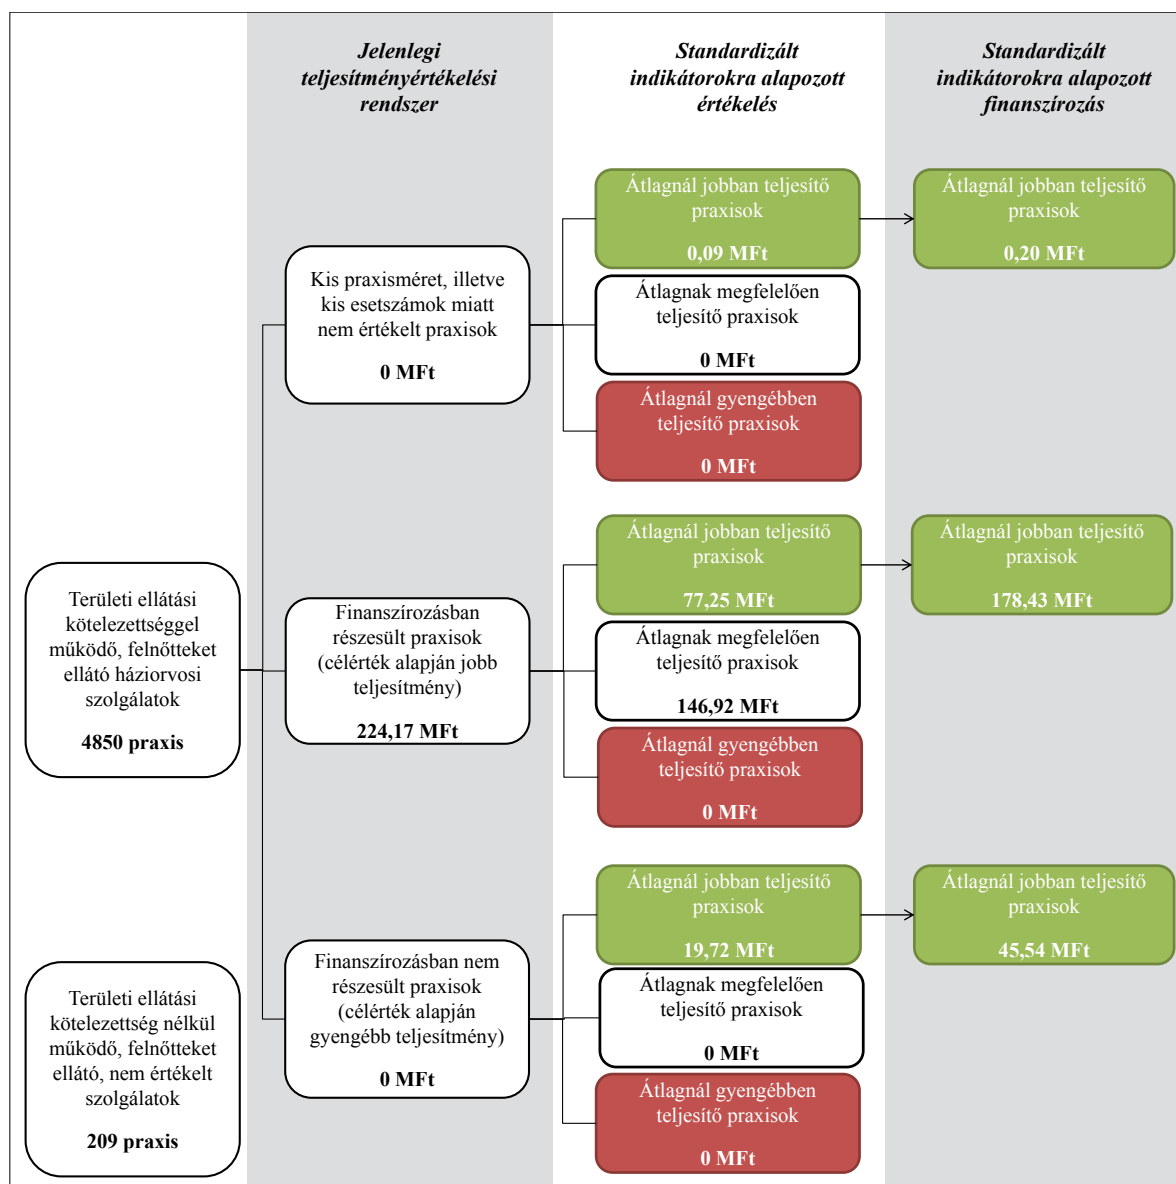 Jelenlegi
teljesítményértékelési
rendszer
Standardizált
indikátorokra alapozott
értékelés
Standardizált
indikátorokra alapozott
finanszírozás
Területi ellátási
kötelezettséggel
működő, felnőtteket
ellátó háziorvosi
szolgálatok
4850 praxis
Területi ellátási
kötelezettség nélkül
működő, felnőtteket
ellátó, nem értékelt
szolgálatok
209 praxis
Kis praxisméret, illetve
kis esetszámok miatt
nem értékelt praxisok
0 MFt
Átlagnál jobban teljesítő
praxisok
0,09 MFt
Átlagnál jobban teljesítő
praxisok
0,20 MFt
Átlagnak megfelelően
teljesítő praxisok
0 MFt
Átlagnál gyengébben
teljesítő praxisok
0 MFt
Finanszírozásban
részesült praxisok
(célérték alapján jobb
teljesítmény)
224,17 MFt
Átlagnál jobban teljesítő
praxisok
77,25 MFt
Átlagnál jobban teljesítő
praxisok
178,43 MFt
Átlagnak megfelelően
teljesítő praxisok
146,92 MFt
Átlagnál gyengébben
teljesítő praxisok
0 MFt
Finanszírozásban nem
részesült praxisok
(célérték alapján
gyengébb teljesítmény)
0 MFt
Átlagnál jobban teljesítő
praxisok
19,72 MFt
Átlagnál jobban teljesítő
praxisok
45,54 MFt
Átlagnak megfelelően
teljesítő praxisok
0 MFt
Átlagnál gyengébben
teljesítő praxisok
0 MFt